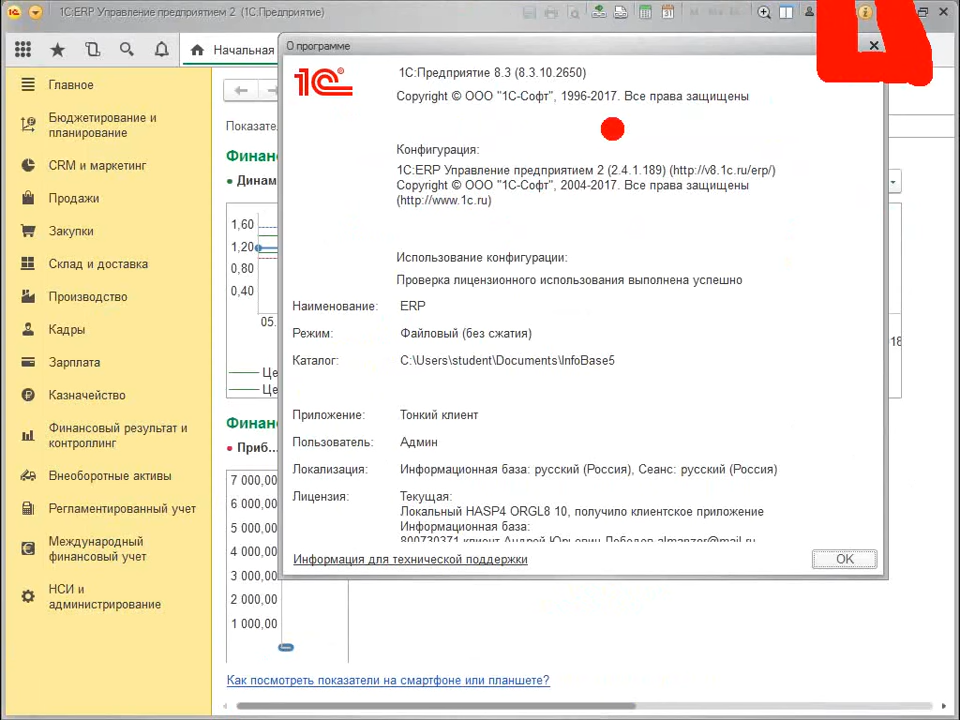 1С:ERP Управление предприятием 2 (1С:Предприятие)
Начальная
О программе
Главное
Бюджетирование и
планирование
CRM и маркетинг
Продажи
Закупки
Склад и доставка
Производство
Кадры
Зарплата
Казначейство
Финансовый результат и
контроллинг
Внеоборотные активы
Регламентированный учет
Международный
финансовый учет
НСИ и
администрирование
Показате
Финанс
Динам
1,60
1,20
0,80
0,40
05.
Це
Це
Финанс
Приб...
7 000,00
6 000,00
5 000,00
4 000,00
3 000,00
2 000,00
1 000,00
1С
1С:Предприятие 8.3 (8.3.10.2650)
Copyright © ООО "1С-Софт", 1996-2017. Все права защищены
Конфигурация:
1С:ERP Управление предприятием 2 (2.4.1.189) (http://v8.1c.ru/erp/)
Copyright © ООО "1С-Софт", 2004-2017. Все права защищены
(http://www.1c.ru)
Использование конфигурации:
Проверка лицензионного использования выполнена успешно
Наименование: ERP
Режим: Файловый (без сжатия)
Каталог: C:\Users\student\Documents\InfoBase5
Приложение: Тонкий клиент
Пользователь: Админ
Локализация: Информационная база: русский (Россия), Сеанс: русский (Россия)
Лицензия: Текущая:
Локальный HASP4 ORGL8 10, получило клиентское приложение
Информационная база:
800730371 клиент Андрей Юрьевич Лебедев almanzor@mail.ru
Информация для технической поддержки
OK
18
Как посмотреть показатели на смартфоне или планшете?